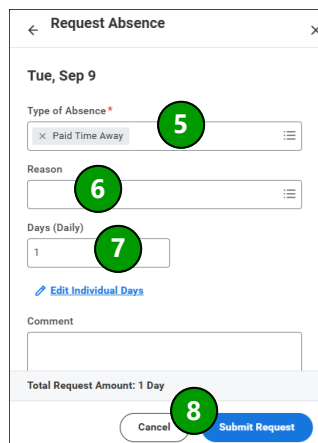 Request Absence
Tue, Sep 9
Type of Absence*
× Paid Time Away
5
Reason
6
Days (Daily)
1
7
Edit Individual Days
Comment
Total Request Amount: 1 Day
8
Cancel
Submit Request